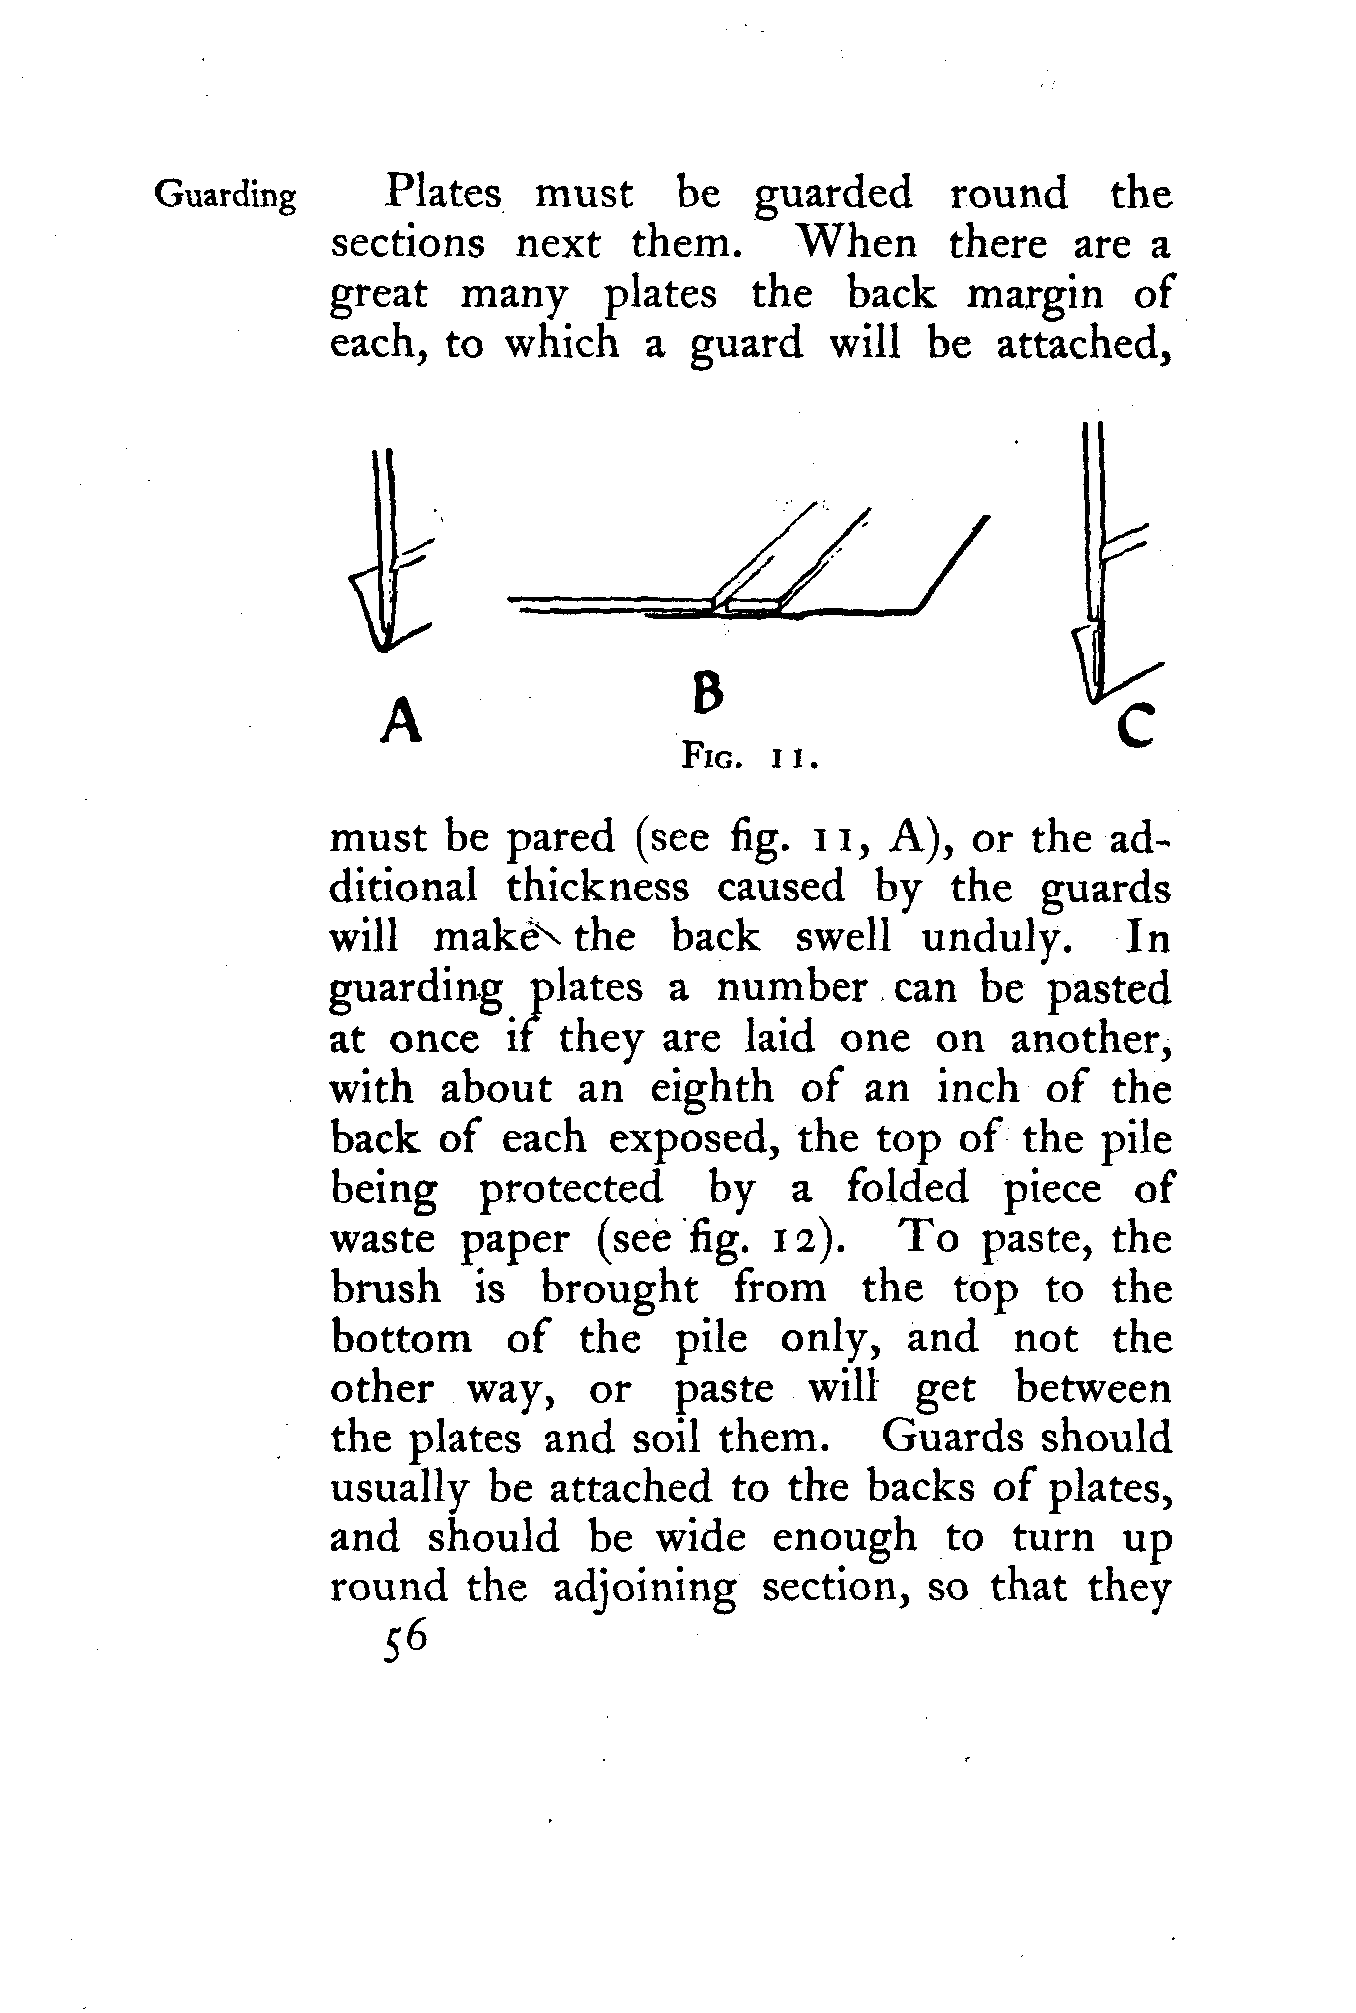 Guarding
Plates must be guarded round the
sections next them. When there are a
great many plates the back margin of
each, to which a guard will be attached,
A
B
C
Fig. 11.
must be pared (see fig. 11, A), or the ad-
ditional thickness caused by the guards
will make the back swell unduly. In
guarding plates a number can be pasted
at once if they are laid one on another,
with about an eighth of an inch of the
back of each exposed, the top of the pile
being protected by a folded piece of
waste paper (see fig. 12). To paste, the
brush is brought from the top to the
bottom of the pile only, and not the
other way, or paste will get between
the plates and soil them. Guards should
usually be attached to the backs of plates,
and should be wide enough to turn up
round the adjoining section, so that they
56